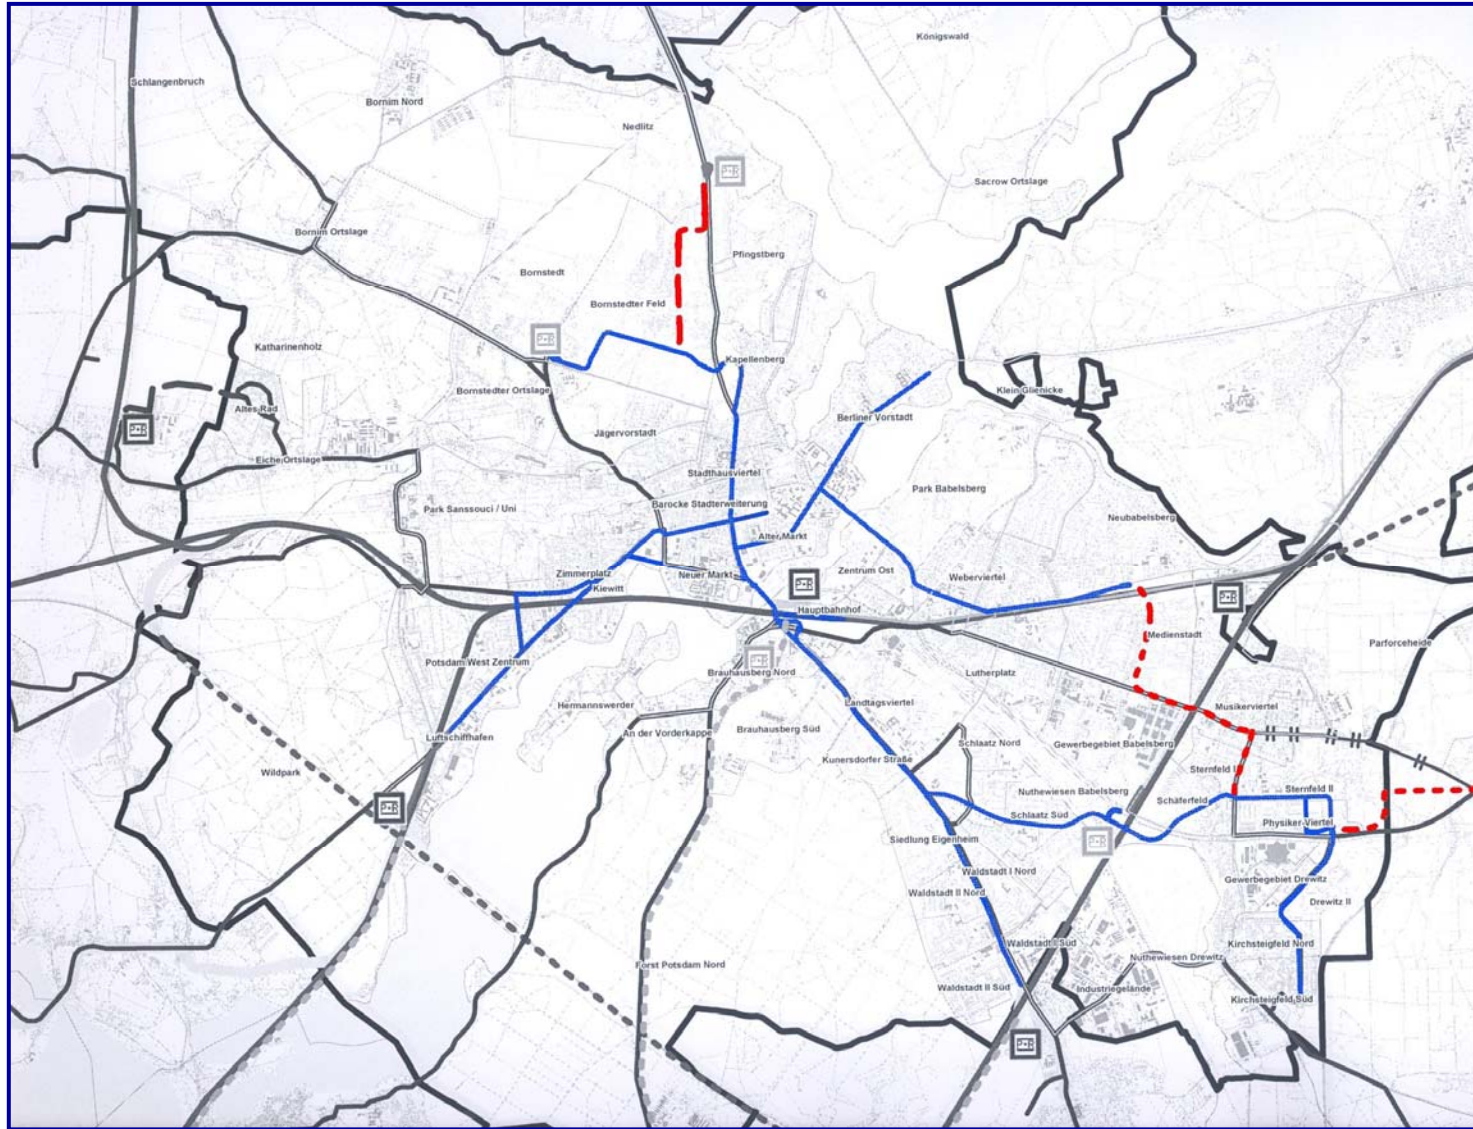 Königswald
Schlangenbruch
Bornim Nord
Nedlitz
P+R
Sacrow Ortslage
Bornim Ortslage
Pfingstberg
Bornstedt
Bornstedter Feld
P+R
Katharinenholz
Kapellenberg
Bornstedter Ortslage
Klein Glienicke
Altes Rad
P+R
Berliner Vorstadt
Jägervorstadt
Eiche Ortslage
Stadthausviertel
Park Babelsberg
Barocke Stadterweiterung
Park Sanssouci / Uni
Neubabelsberg
Alter Markt
Zimmerplatz
Neuer Markt
Zentrum Ost
Weberviertel
Kiewitt
P+R
P+R
Hauptbahnhof
Medienstadt
Parforceheide
Potsdam West Zentrum
P+R
Brauhausberg Nord
Lutherplatz
Hermannswerder
Landtagsviertel
Musikerviertel
Luftschiffhafen
An der Vorderkappe
Brauhausberg Süd
Schlaatz Nord
Gewerbegebiet Babelsberg
Wildpark
Kunersdorfer Straße
Sternfeld I
Nuthewiesen Babelsberg
Sternfeld II
P+R
Schäferfeld
Schlaatz Süd
Physiker-Viertel
Siedlung Eigenheim
P+R
Waldstadt I Nord
Gewerbegebiet Drewitz
Waldstadt II Nord
Drewitz II
Waldstadt I Süd
Kirchsteigfeld Nord
Nuthewiesen Drewitz
Forst Potsdam Nord
Waldstadt II Süd
Industriegelände
Kirchsteigfeld Süd
P+R